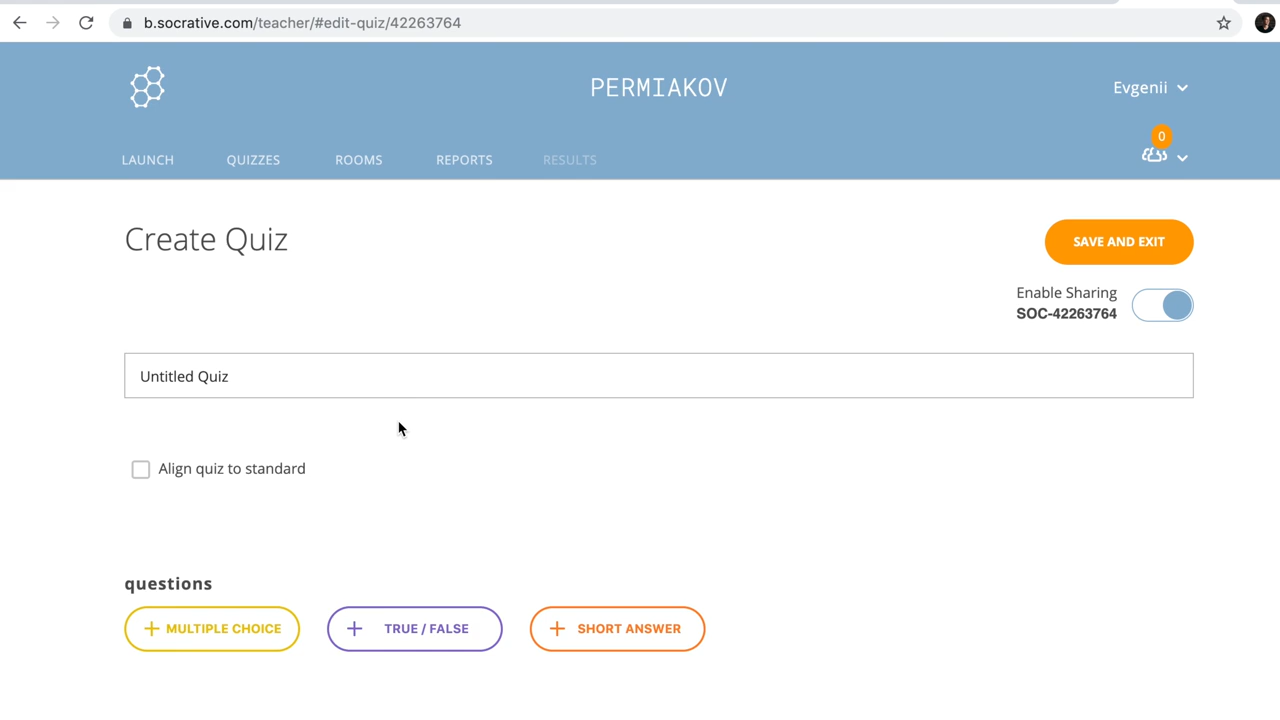 b.socrative.com/teacher/#edit-quiz/42263764
PERMIAKOV
Evgenii
0
LAUNCH QUIZZES ROOMS REPORTS RESULTS
Create Quiz
SAVE AND EXIT
Enable Sharing
SOC-42263764
Untitled Quiz
Align quiz to standard
questions
+ MULTIPLE CHOICE + TRUE / FALSE + SHORT ANSWER